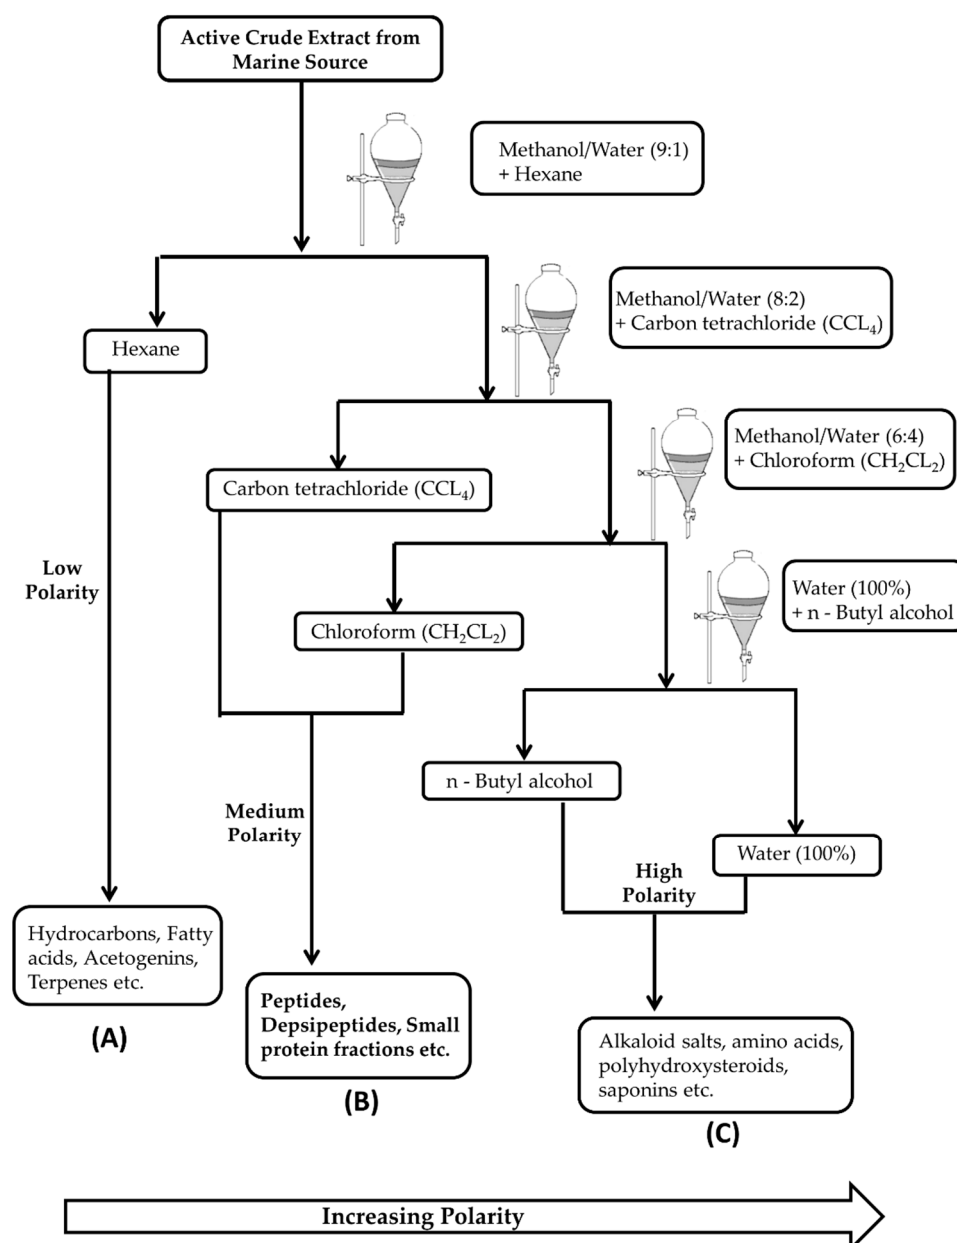 Active Crude Extract from
Marine Source
Methanol/Water (9:1)
+ Hexane
Methanol/Water (8:2)
+ Carbon tetrachloride (CCL₄)
Hexane
Methanol/Water (6:4)
+ Chloroform (CH₂CL₂)
Carbon tetrachloride (CCL₄)
Low
Polarity
Water (100%)
+ n - Butyl alcohol
Chloroform (CH₂CL₂)
n - Butyl alcohol
Medium
Polarity
Water (100%)
High
Polarity
Hydrocarbons, Fatty
acids, Acetogenins,
Terpenes etc.
(A)
Peptides,
Depsipeptides, Small
protein fractions etc.
(B)
Alkaloid salts, amino acids,
polyhydroxysteroids,
saponins etc.
(C)
Increasing Polarity